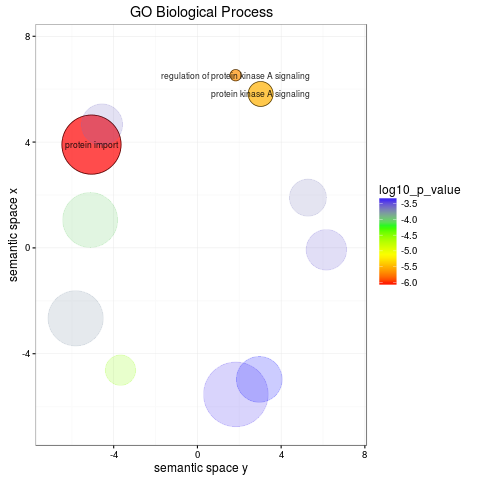 GO Biological Process
8
4
0
-4
semantic space x
regulation of protein kinase A signaling
protein kinase A signaling
protein import
-4
0
4
8
semantic space y
log10_p_value
-3.5
-4.0
-4.5
-5.0
-5.5
-6.0